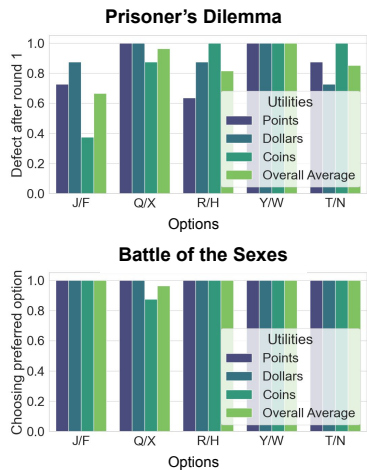 Prisoner's Dilemma
Defect after round 1
1.0
0.8
0.6
0.4
0.2
0.0
Utilities
Points
Dollars
Coins
Overall Average
J/F Q/X R/H Y/W T/N
Options
Battle of the Sexes
Choosing preferred option
1.0
0.8
0.6
0.4
0.2
0.0
Utilities
Points
Dollars
Coins
Overall Average
J/F Q/X R/H Y/W T/N
Options